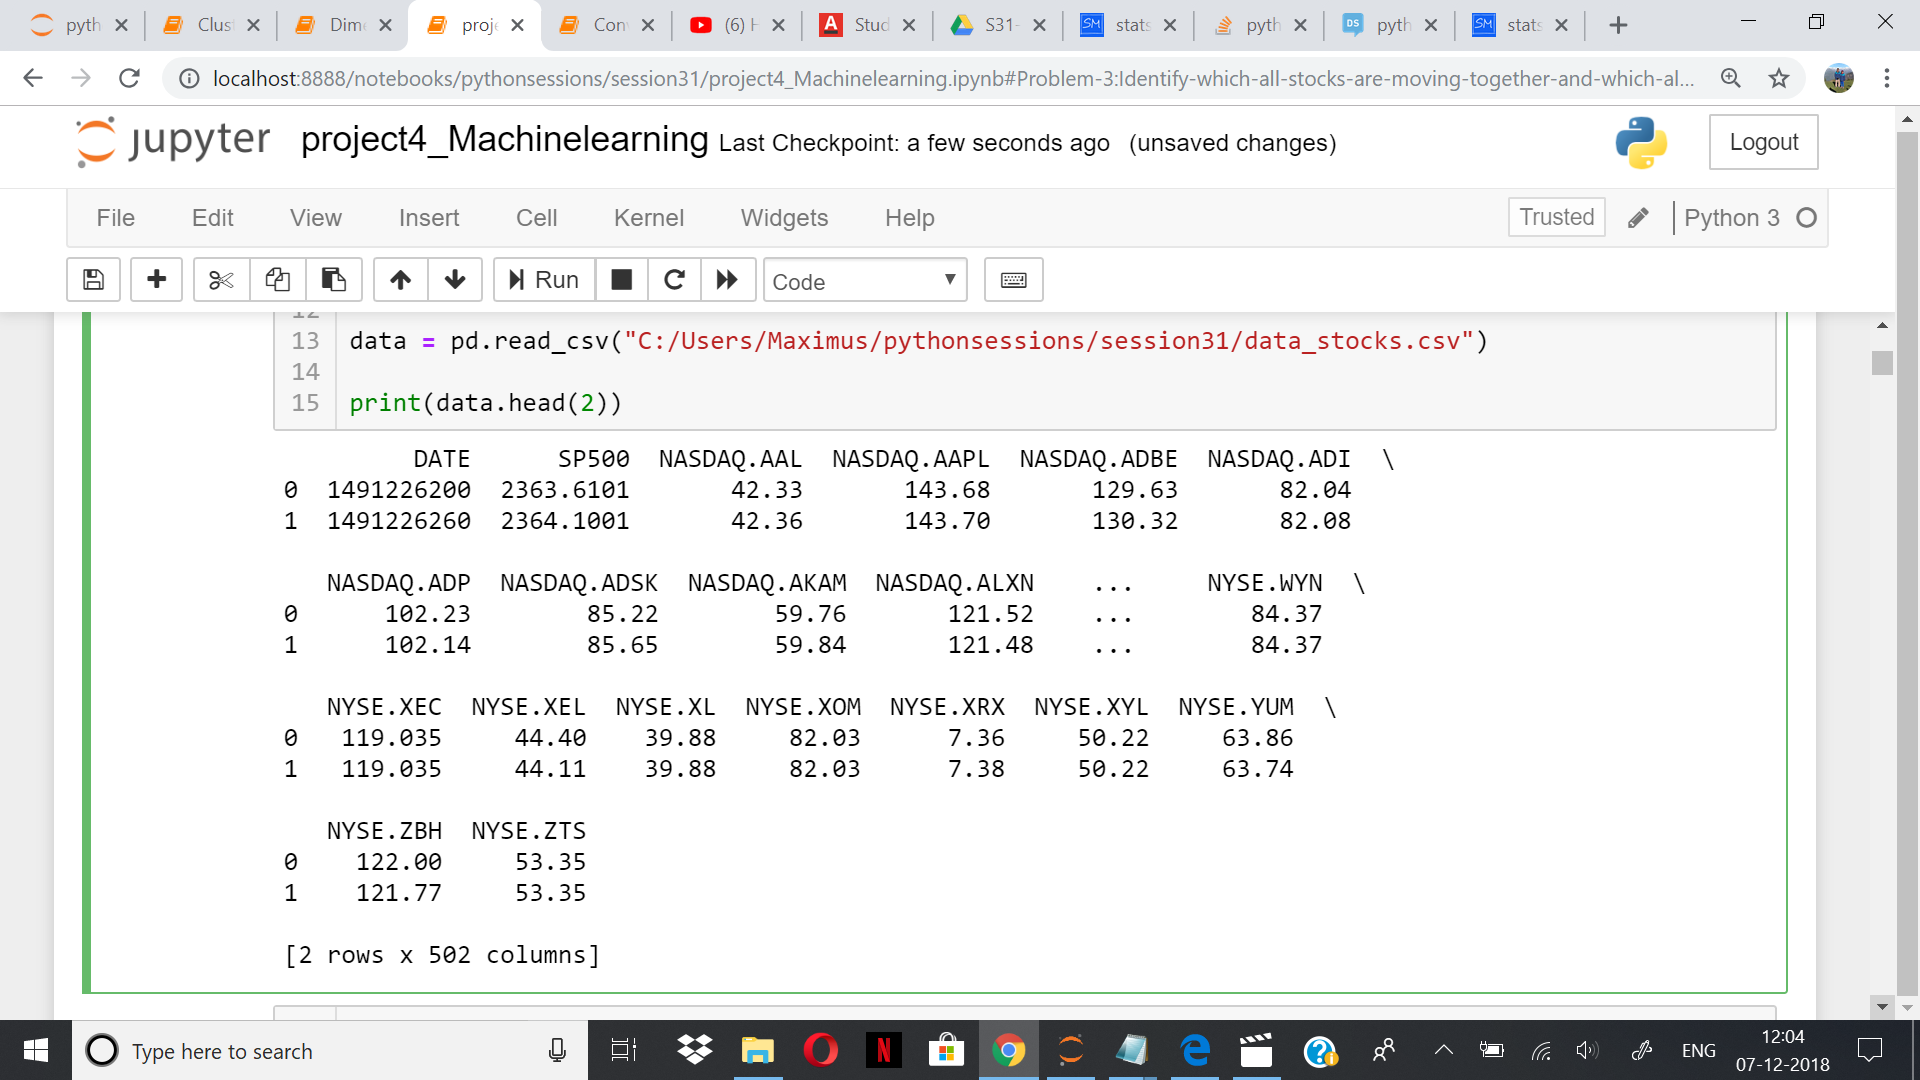 pyth
Clus
Dime
proje
Con
(6) H
Stud
S31-
stats
pyth
pyth
stats
localhost:8888/notebooks/pythonsessions/session31/project4_Machinelearning.ipynb#Problem-3:Identify-which-all-stocks-are-moving-together-and-which-al...
jupyter project4_Machinelearning Last Checkpoint: a few seconds ago (unsaved changes)
Logout
File Edit View Insert Cell Kernel Widgets Help
Trusted Python 3
Run Code
12
13 data = pd.read_csv("C:/Users/Maximus/pythonsessions/session31/data_stocks.csv")
14
15 print(data.head(2))
DATE SP500 NASDAQ.AAL NASDAQ.AAPL NASDAQ.ADBE NASDAQ.ADI \
0 1491226200 2363.6101 42.33 143.68 129.63 82.04
1 1491226260 2364.1001 42.36 143.70 130.32 82.08
NASDAQ.ADP NASDAQ.ADSK NASDAQ.AKAM NASDAQ.ALXN ... NYSE.WYN \
0 102.23 85.22 59.76 121.52 ... 84.37
1 102.14 85.65 59.84 121.48 ... 84.37
NYSE.XEC NYSE.XEL NYSE.XL NYSE.XOM NYSE.XRX NYSE.XYL NYSE.YUM \
0 119.035 44.40 39.88 82.03 7.36 50.22 63.86
1 119.035 44.11 39.88 82.03 7.38 50.22 63.74
NYSE.ZBH NYSE.ZTS
0 122.00 53.35
1 121.77 53.35
[2 rows x 502 columns]
Type here to search
ENG
12:04
07-12-2018